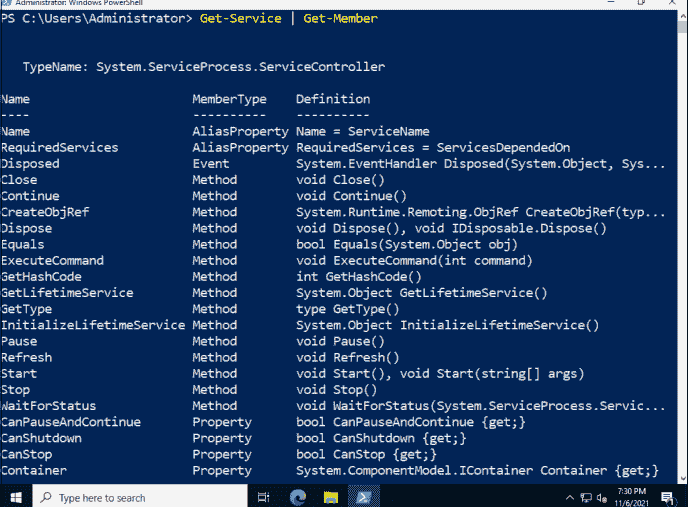 Administrator: Windows PowerShell
PS C:\Users\Administrator> Get-Service | Get-Member
TypeName: System.ServiceProcess.ServiceController
Name MemberType Definition
---- ---------- ----------
Name AliasProperty Name = ServiceName
RequiredServices AliasProperty RequiredServices = ServicesDependedOn
Disposed Event System.EventHandler Disposed(System.Object, Sys...
Close Method void Close()
Continue Method void Continue()
CreateObjRef Method System.Runtime.Remoting.ObjRef CreateObjRef(typ...
Dispose Method void Dispose(), void IDisposable.Dispose()
Equals Method bool Equals(System.Object obj)
ExecuteCommand Method void ExecuteCommand(int command)
GetHashCode Method int GetHashCode()
GetLifetimeService Method System.Object GetLifetimeService()
GetType Method type GetType()
InitializeLifetimeService Method System.Object InitializeLifetimeService()
Pause Method void Pause()
Refresh Method void Refresh()
Start Method void Start(), void Start(string[] args)
Stop Method void Stop()
WaitForStatus Method void WaitForStatus(System.ServiceProcess.Servic...
CanPauseAndContinue Property bool CanPauseAndContinue {get;}
CanShutdown Property bool CanShutdown {get;}
CanStop Property bool CanStop {get;}
Container Property System.ComponentModel.IContainer Container {get;}
Type here to search
7:30 PM
11/6/2021